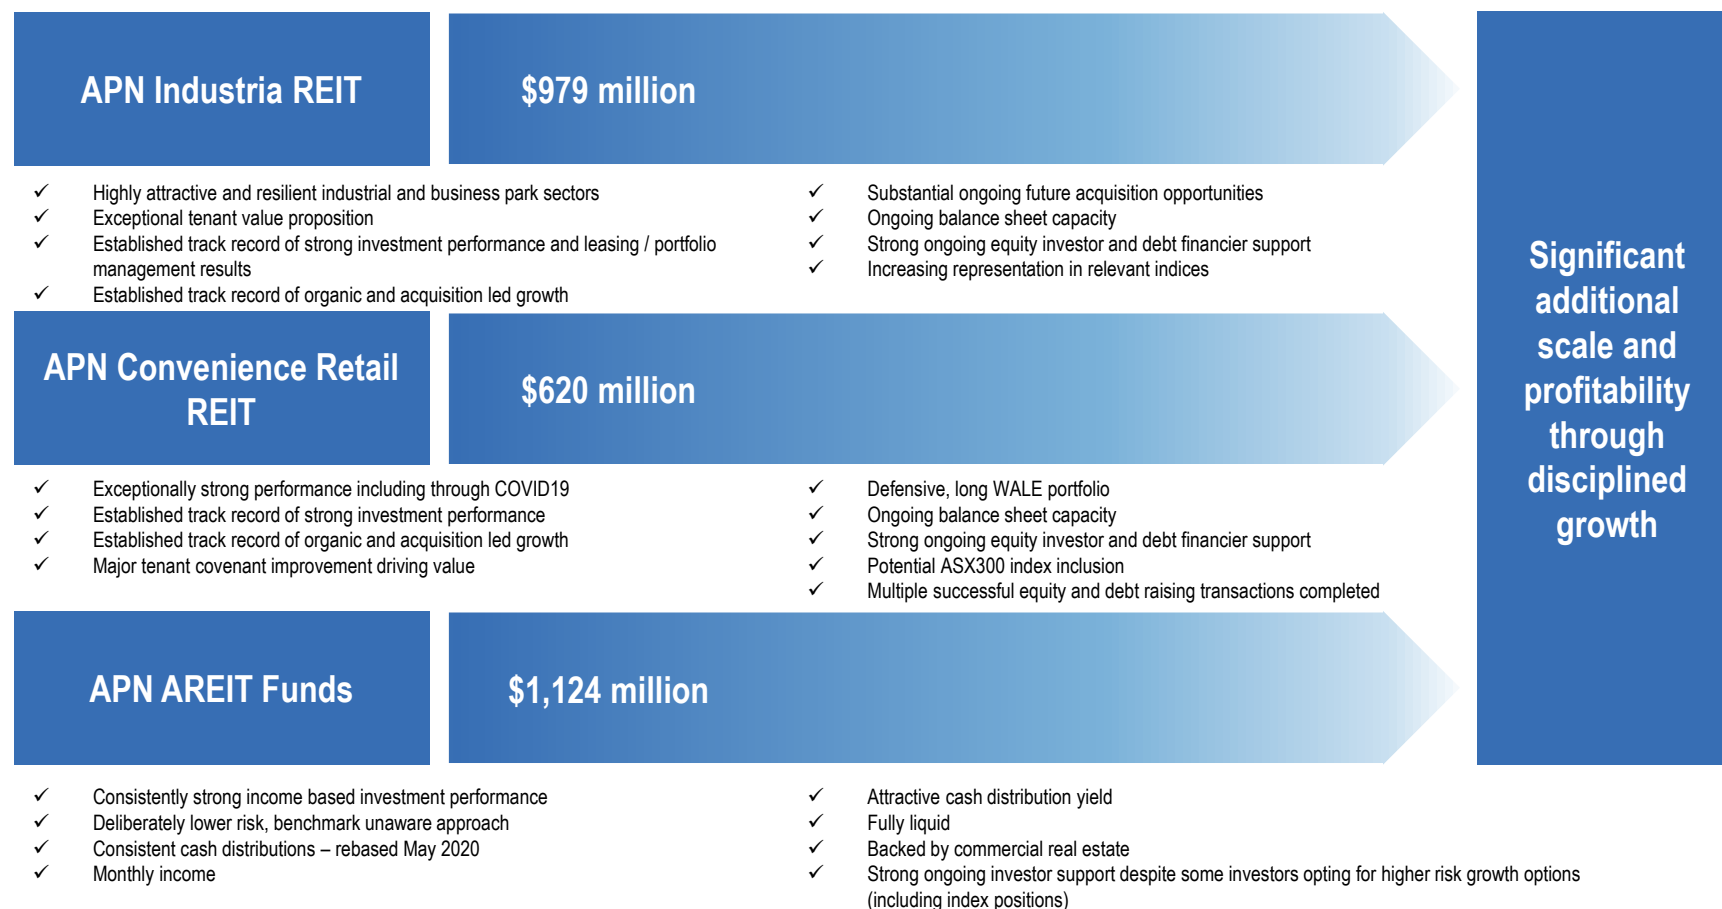 APN Industria REIT
$979 million
✓ Highly attractive and resilient industrial and business park sectors
✓ Exceptional tenant value proposition
✓ Established track record of strong investment performance and leasing / portfolio
management results
✓ Established track record of organic and acquisition led growth
✓ Substantial ongoing future acquisition opportunities
✓ Ongoing balance sheet capacity
✓ Strong ongoing equity investor and debt financier support
✓ Increasing representation in relevant indices
APN Convenience Retail
REIT
$620 million
✓ Exceptionally strong performance including through COVID19
✓ Established track record of strong investment performance
✓ Established track record of organic and acquisition led growth
✓ Major tenant covenant improvement driving value
✓ Defensive, long WALE portfolio
✓ Ongoing balance sheet capacity
✓ Strong ongoing equity investor and debt financier support
✓ Potential ASX300 index inclusion
✓ Multiple successful equity and debt raising transactions completed
APN AREIT Funds
$1,124 million
✓ Consistently strong income based investment performance
✓ Deliberately lower risk, benchmark unaware approach
✓ Consistent cash distributions – rebased May 2020
✓ Monthly income
✓ Attractive cash distribution yield
✓ Fully liquid
✓ Backed by commercial real estate
✓ Strong ongoing investor support despite some investors opting for higher risk growth options
(including index positions)
Significant
additional
scale and
profitability
through
disciplined
growth